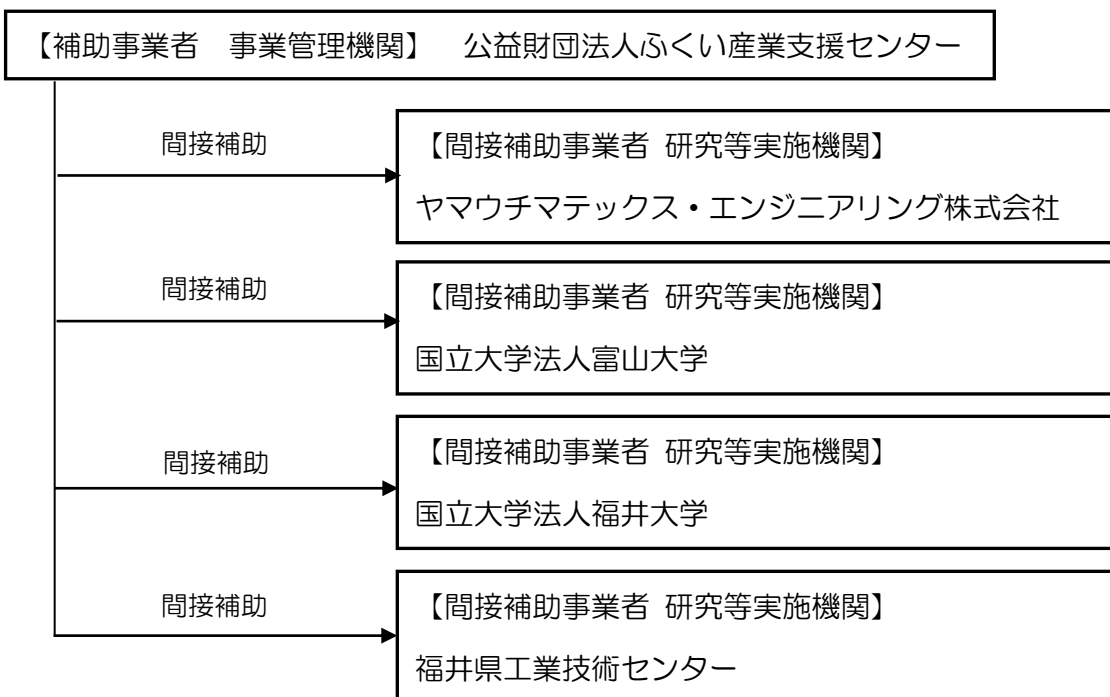 【補助事業者　事業管理機関】　公益財団法人ふくい産業支援センター
間接補助
【間接補助事業者 研究等実施機関】
ヤマウチマテックス・エンジニアリング株式会社
間接補助
【間接補助事業者 研究等実施機関】
国立大学法人富山大学
間接補助
【間接補助事業者 研究等実施機関】
国立大学法人福井大学
間接補助
【間接補助事業者 研究等実施機関】
福井県工業技術センター